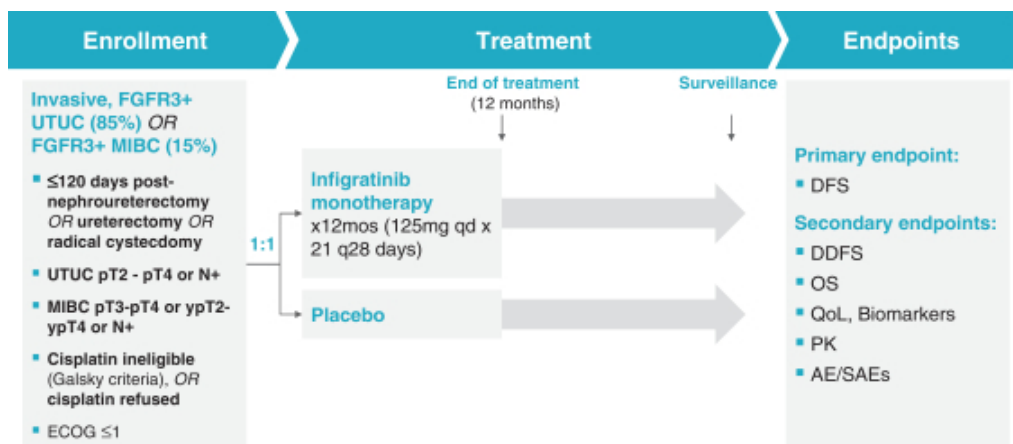 Enrollment
Treatment
Endpoints
Invasive, FGFR3+
UTUC (85%) OR
FGFR3+ MIBC (15%)
▪ ≤120 days post-
nephroureterectomy
OR ureterectomy OR
radical cystecdomy
▪ UTUC pT2 - pT4 or N+
▪ MIBC pT3-pT4 or ypT2-
ypT4 or N+
▪ Cisplatin ineligible
(Galsky criteria), OR
cisplatin refused
▪ ECOG ≤1
1:1
End of treatment
(12 months)
Surveillance
Infigratinib
monotherapy
x12mos (125mg qd x
21 q28 days)
Placebo
Primary endpoint:
▪ DFS
Secondary endpoints:
▪ DDFS
▪ OS
▪ QoL, Biomarkers
▪ PK
▪ AE/SAEs